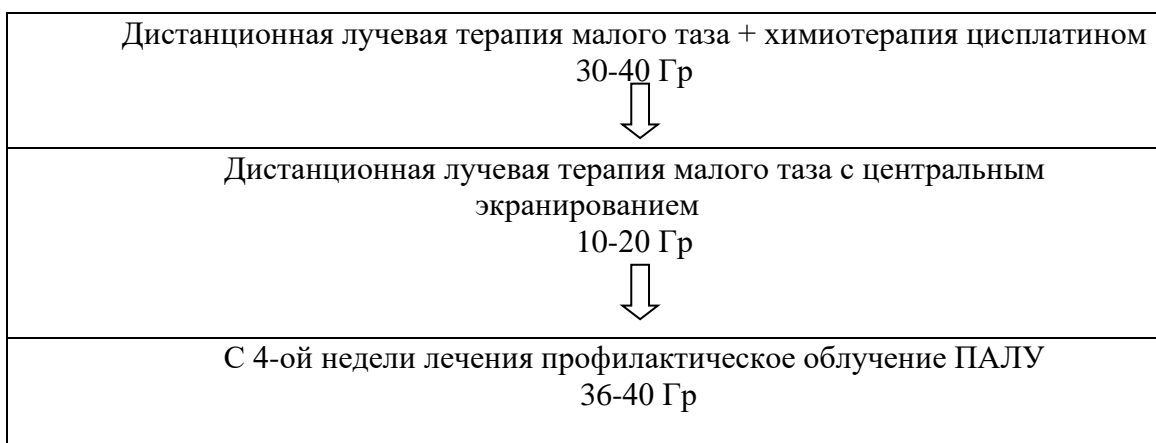 Дистанционная лучевая терапия малого таза + химиотерапия цисплатином
30-40 Гр
Дистанционная лучевая терапия малого таза с центральным
экранированием
10-20 Гр
С 4-ой недели лечения профилактическое облучение ПАЛУ
36-40 Гр